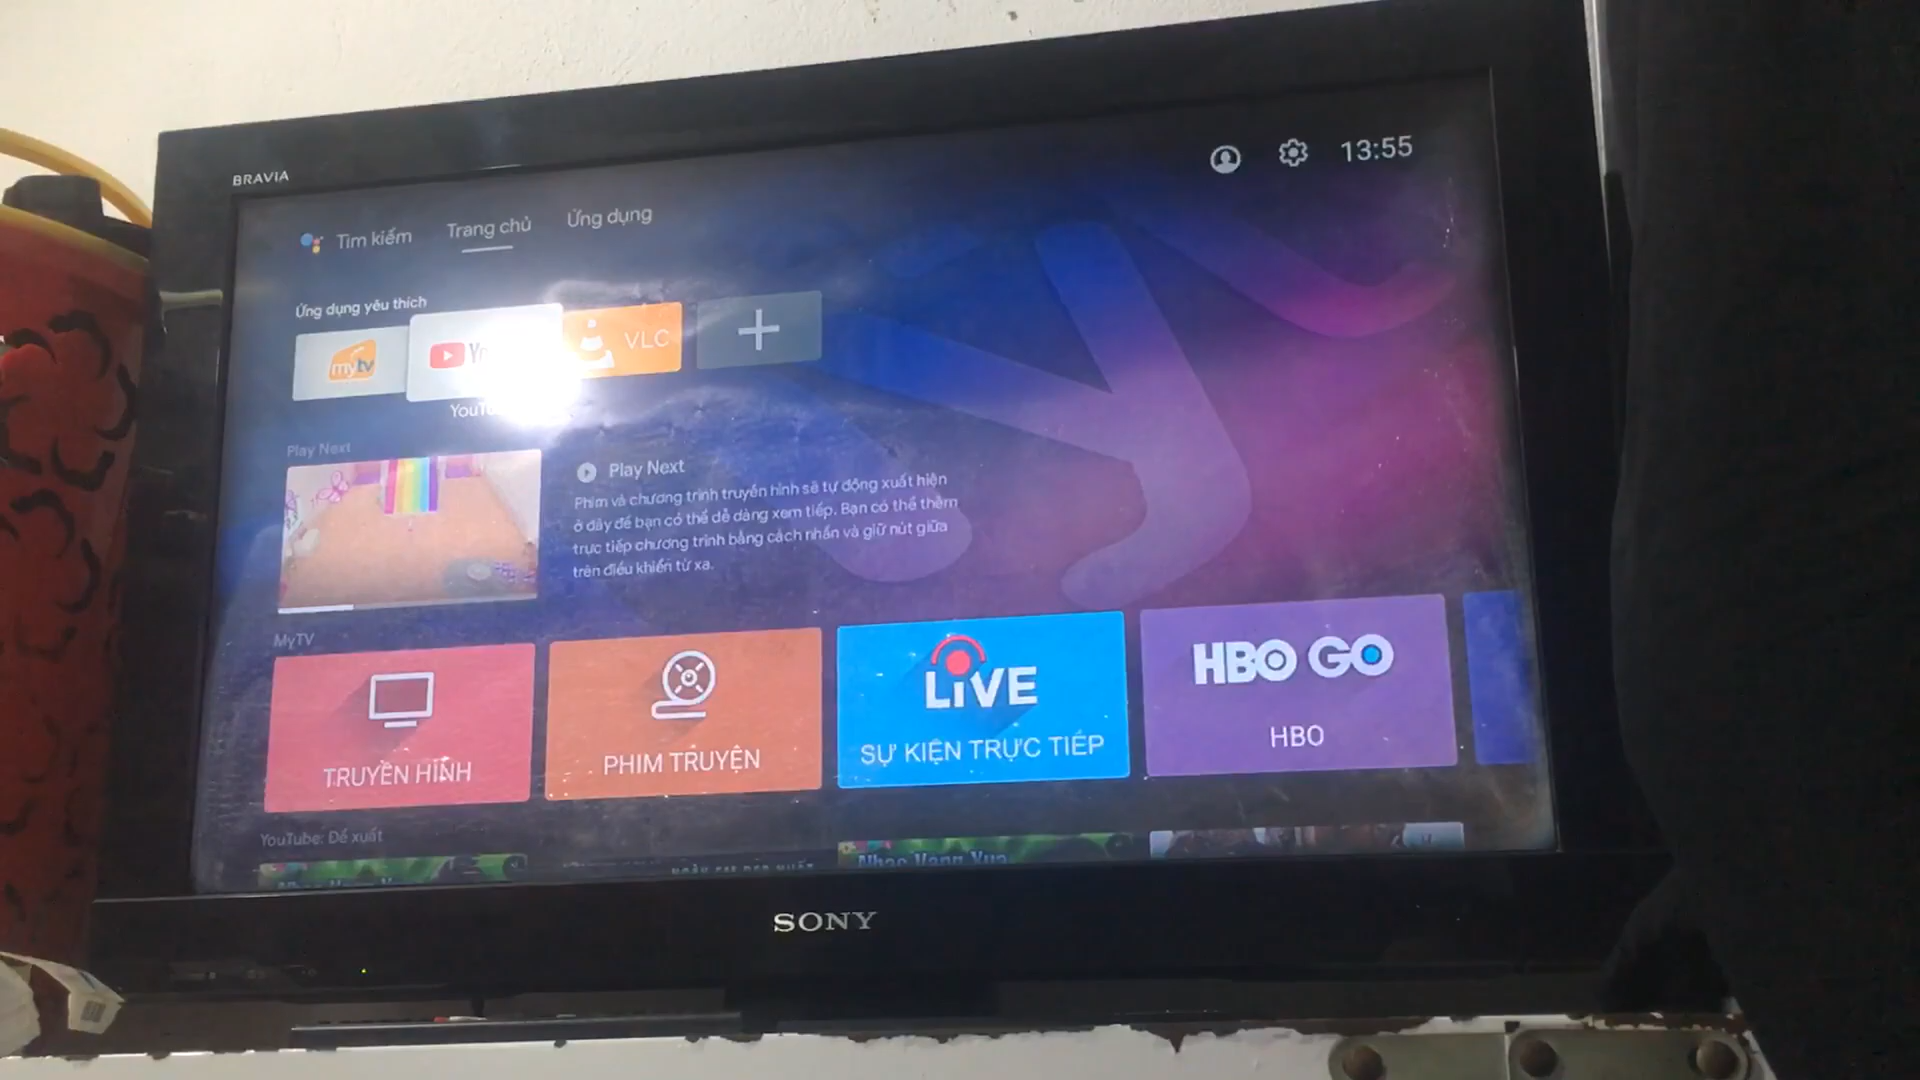 BRAVIA
13:55
Tìm kiếm
Trang chủ
Ứng dụng
Ứng dụng yêu thích
mytv
VLC
Play Next
Play Next
Phim và chương trình truyền hình sẽ tự động xuất hiện
ở đây để bạn có thể dễ dàng xem tiếp. Bạn có thể thêm
trực tiếp chương trình bằng cách nhấn và giữ nút giữa
trên điều khiển từ xa.
MyTV
TRUYỀN HÌNH
PHIM TRUYỆN
LiVE
SỰ KIỆN TRỰC TIẾP
HBO GO
HBO
YouTube: Đề xuất
Nhạc Vàng Xưa
SONY